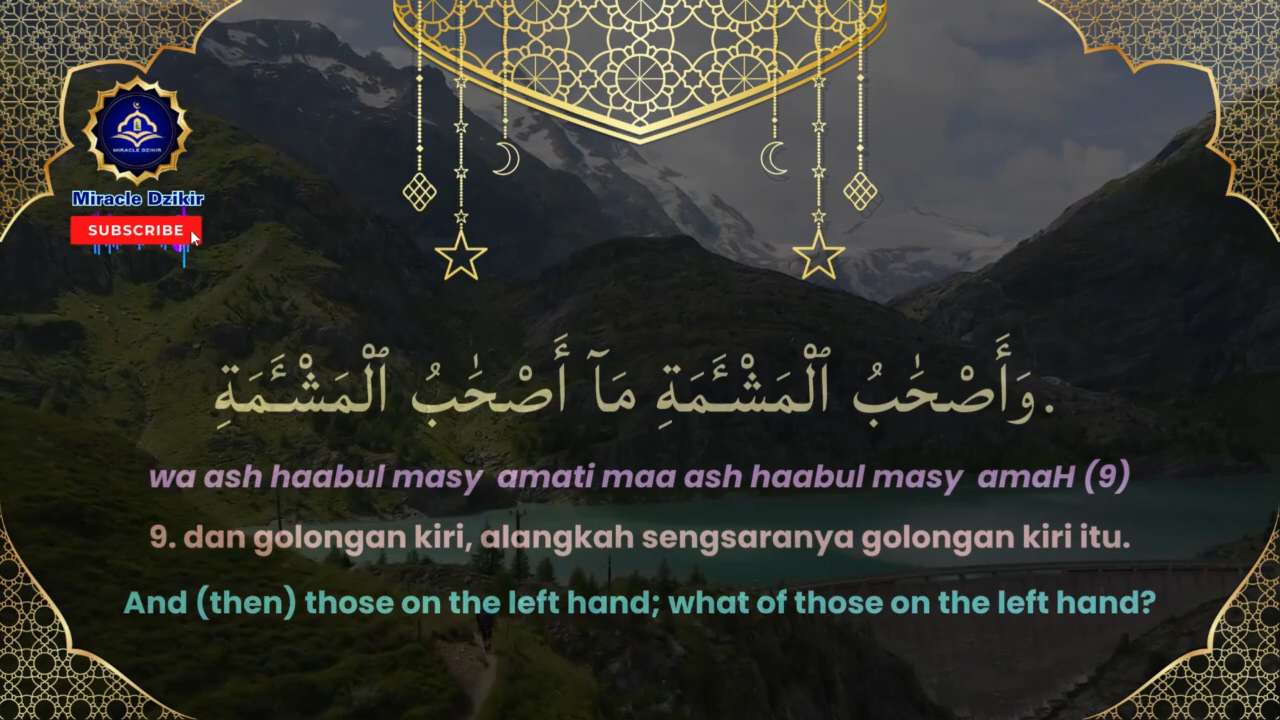 MIRACLE DZIKIR
Miracle Dzikir
SUBSCRIBE
وَأَصْحَٰبُ ٱلْمَشْـَٔمَةِ مَآ أَصْحَٰبُ ٱلْمَشْـَٔمَةِ.
wa ash haabul masy amati maa ash haabul masy amaH (9)
9. dan golongan kiri, alangkah sengsaranya golongan kiri itu.
And (then) those on the left hand; what of those on the left hand?